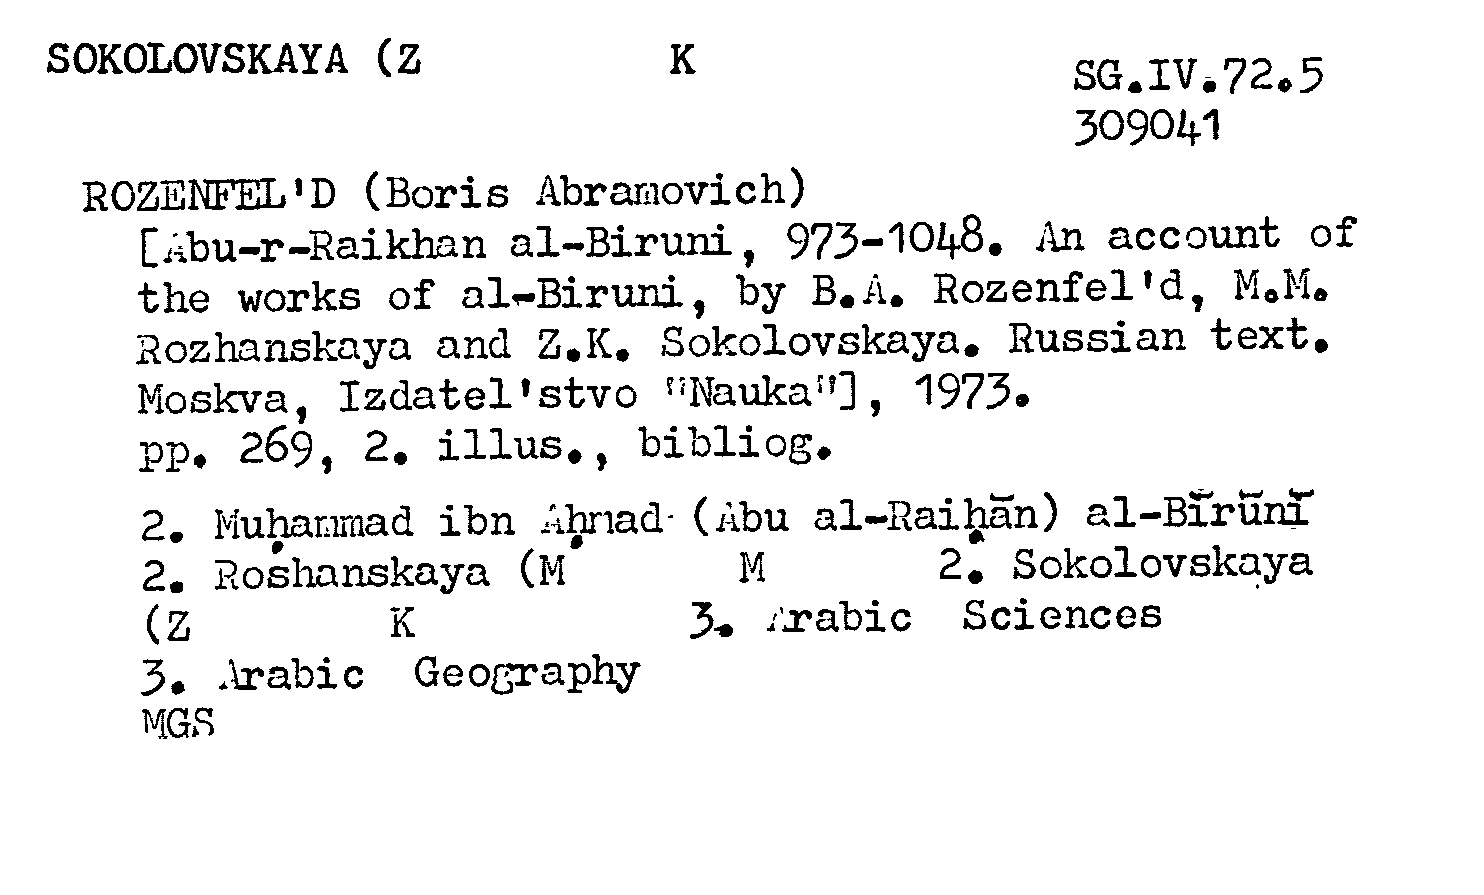 SOKOLOVSKAYA (Z K
SG.IV.72.5
309041
ROZENFEL'D (Boris Abramovich)
[Abu-r-Raikhan al-Biruni, 973-1048. An account of
the works of al-Biruni, by B.A. Rozenfel'd, M.M.
Rozhanskaya and Z.K. Sokolovskaya. Russian text.
Moskva, Izdatel'stvo "Nauka"], 1973.
pp. 269, 2. illus., bibliog.
2. Muḥammad ibn Aḥmad (Abu al-Raiḥān) al-Bīrūnī
2. Roshanskaya (M M 2. Sokolovskaya
(Z K 3. Arabic Sciences
3. Arabic Geography
MGS